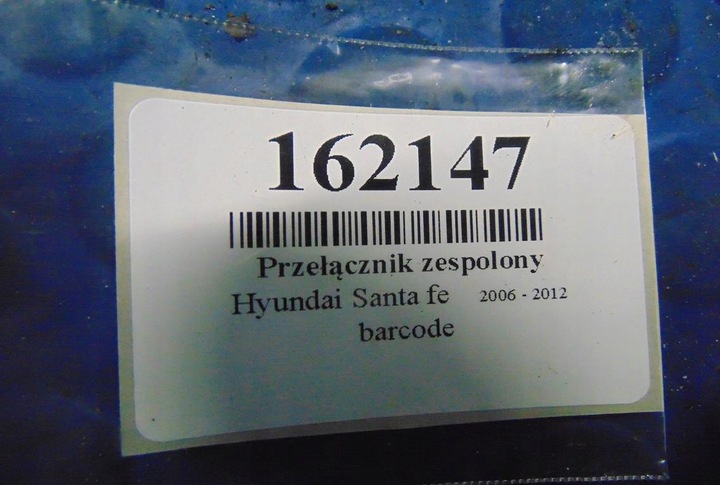 162147
Przełącznik zespolony
Hyundai Santa fe 2006 - 2012
barcode